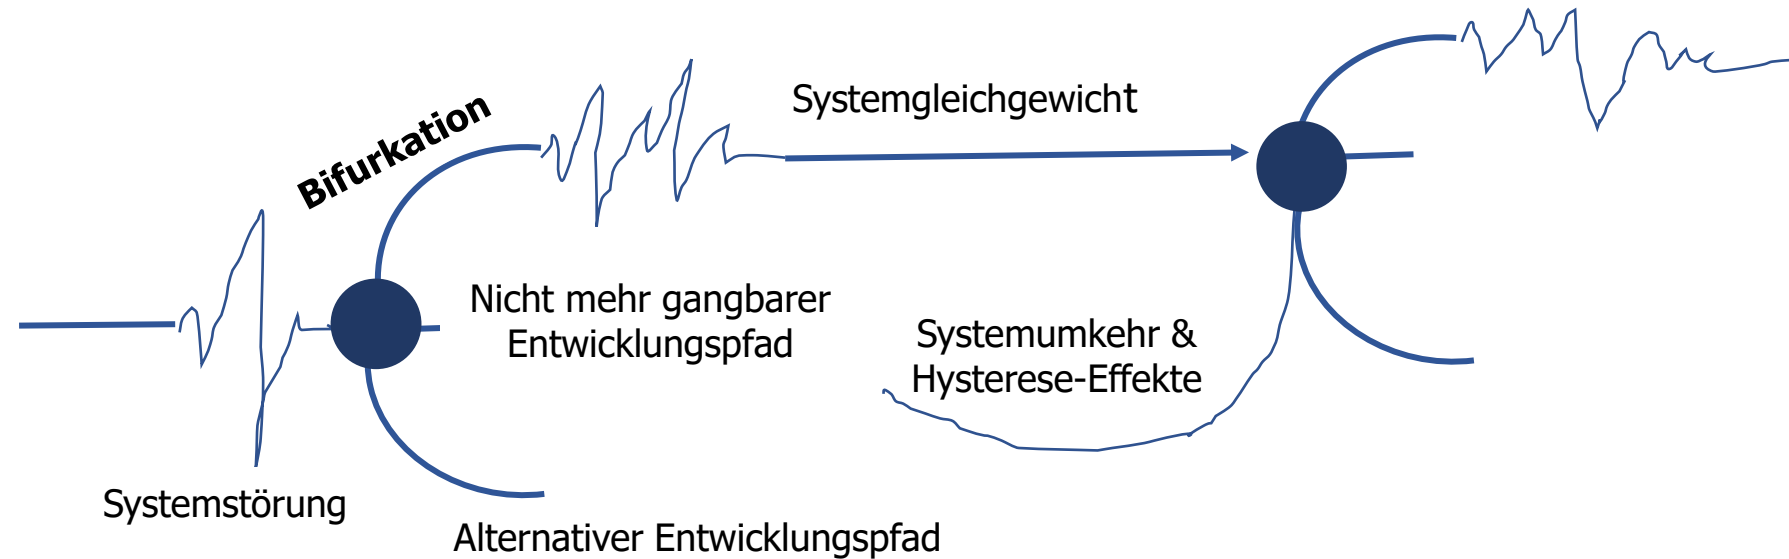 Bifurkation
Systemgleichgewicht
Nicht mehr gangbarer
Entwicklungspfad
Systemumkehr &
Hysterese-Effekte
Systemstörung
Alternativer Entwicklungspfad